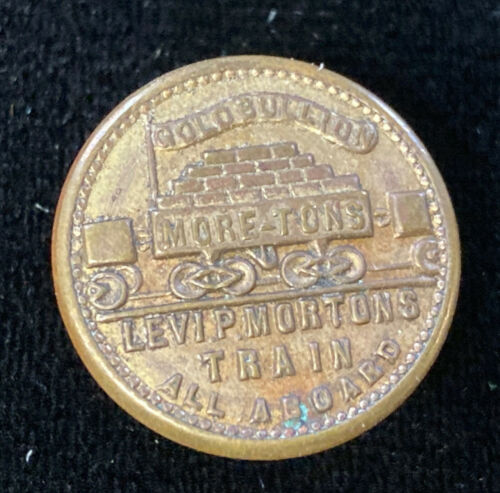 GOLD BULLION
MORE-TONS
LEVI P MORTONS
TRAIN
ALL ABOARD